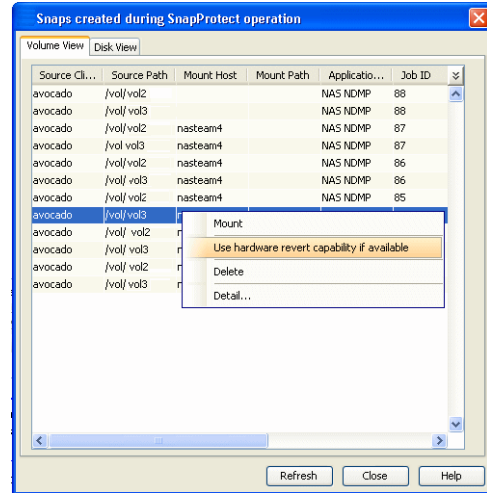 Snaps created during SnapProtect operation
Volume View Disk View
Source Cli... Source Path Mount Host Mount Path Applicatio... Job ID
avocado /vol/vol2 NAS NDMP 88
avocado /vol/vol3 NAS NDMP 88
avocado /vol/vol2 nasteam4 NAS NDMP 87
avocado /vol vol3 nasteam4 NAS NDMP 87
avocado /vol/vol2 nasteam4 NAS NDMP 86
avocado /vol/ vol3 nasteam4 NAS NDMP 86
avocado /vol/ vol2 nasteam4 NAS NDMP 85
avocado /vol/vol3
Mount
avocado /vol/ vol2
Use hardware revert capability if available
avocado /vol/ vol3
avocado /vol/ vol2
Delete
avocado /vol/ vol3
Detail...
Refresh Close Help